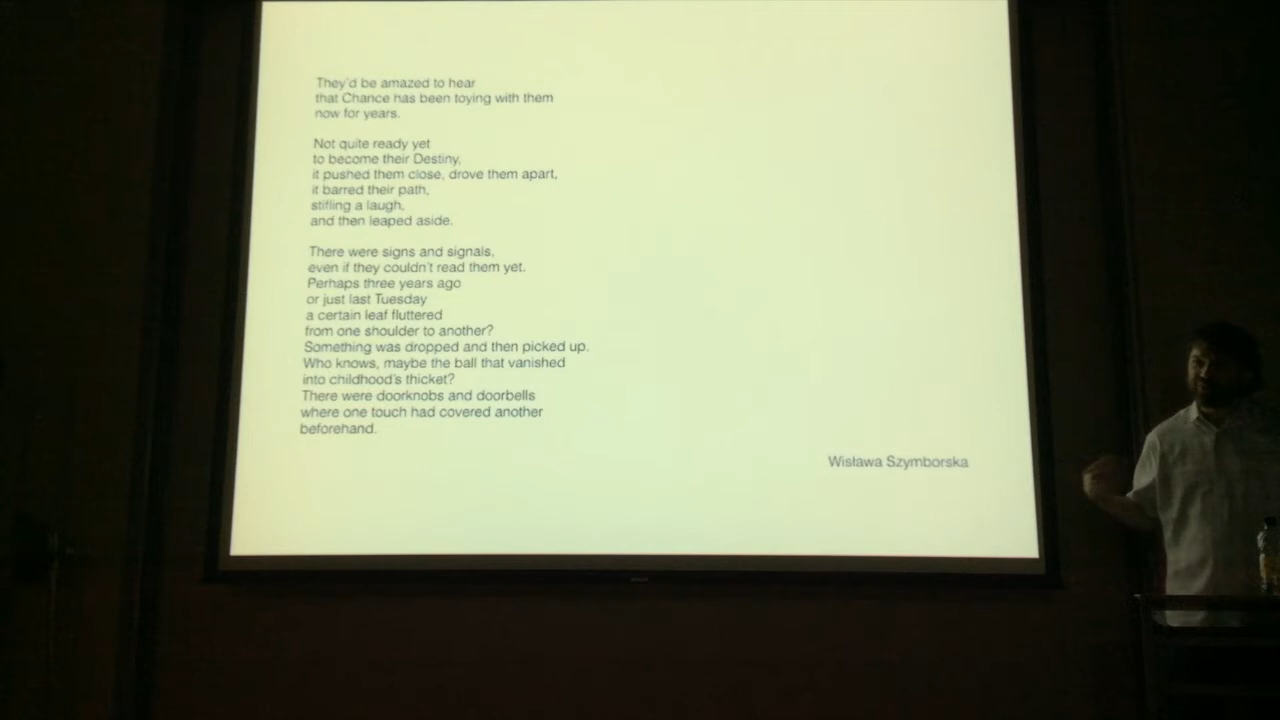 They'd be amazed to hear
that Chance has been toying with them
now for years.
Not quite ready yet
to become their Destiny,
it pushed them close, drove them apart,
it barred their path,
stifling a laugh,
and then leaped aside.
There were signs and signals,
even if they couldn't read them yet.
Perhaps three years ago
or just last Tuesday
a certain leaf fluttered
from one shoulder to another?
Something was dropped and then picked up.
Who knows, maybe the ball that vanished
into childhood's thicket?
There were doorknobs and doorbells
where one touch had covered another
beforehand.
Wisława Szymborska